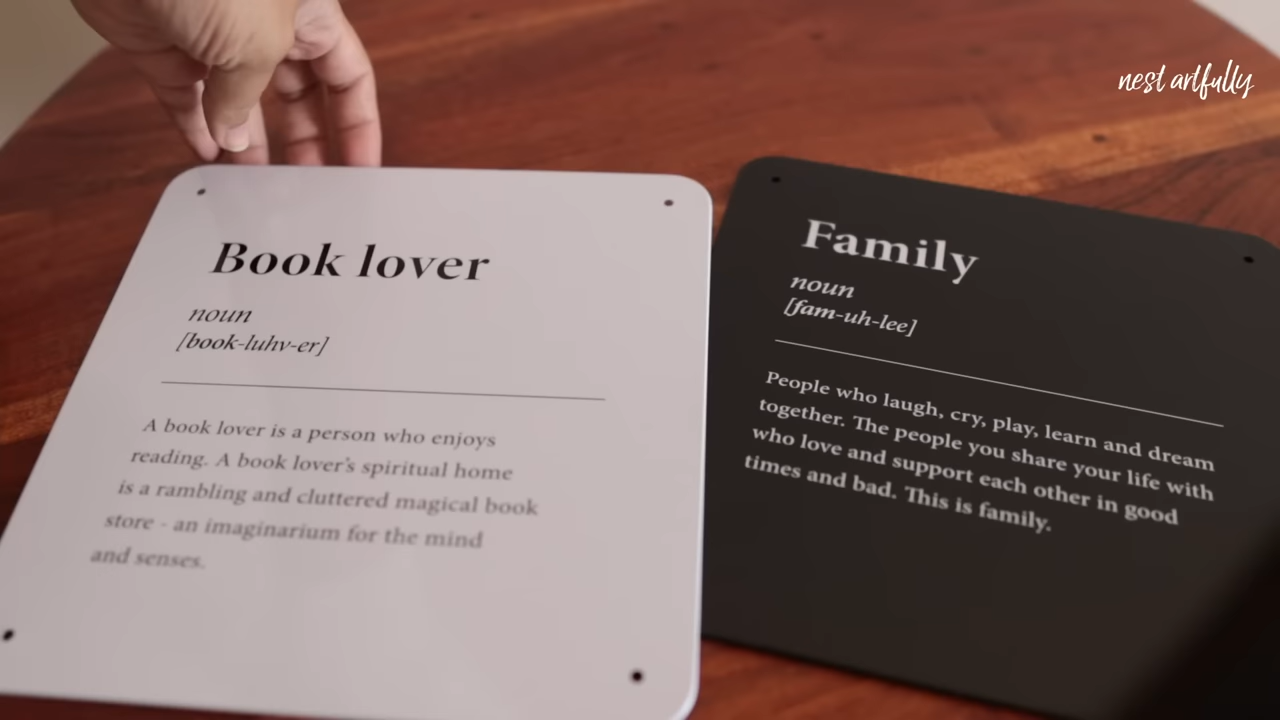 nest artfully
Book lover
noun
[book-luhv-er]
A book lover is a person who enjoys
reading. A book lover's spiritual home
is a rambling and cluttered magical book
store - an imaginarium for the mind
and senses.
Family
noun
[fam-uh-lee]
People who laugh, cry, play, learn and dream
together. The people you share your life with
who love and support each other in good
times and bad. This is family.